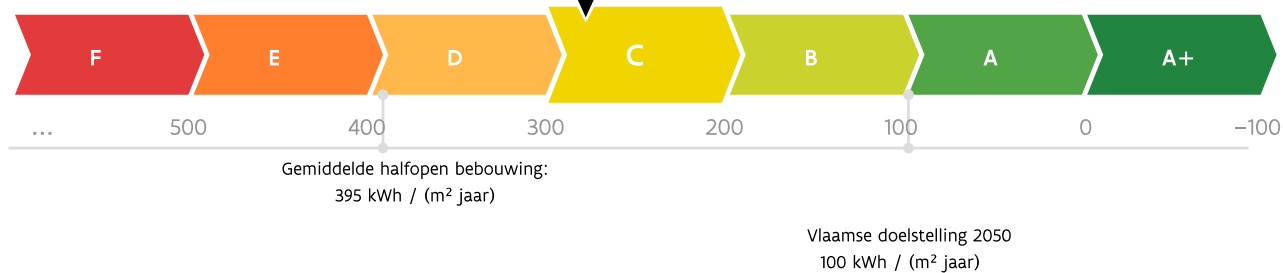 F E D C B A A+
... 500 400 300 200 100 0 −100
Gemiddelde halfopen bebouwing:
395 kWh / (m² jaar)
Vlaamse doelstelling 2050
100 kWh / (m² jaar)